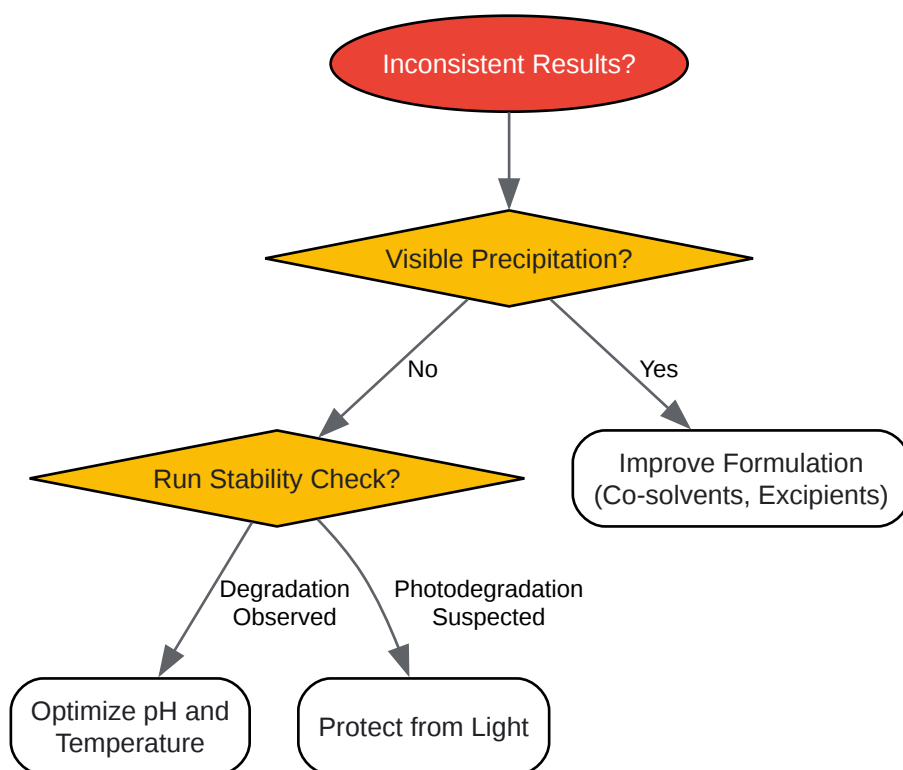 Inconsistent Results?
Visible Precipitation?
No
Yes
Improve Formulation
(Co-solvents, Excipients)
Run Stability Check?
Degradation
Observed
Photodegradation
Suspected
Optimize pH and
Temperature
Protect from Light